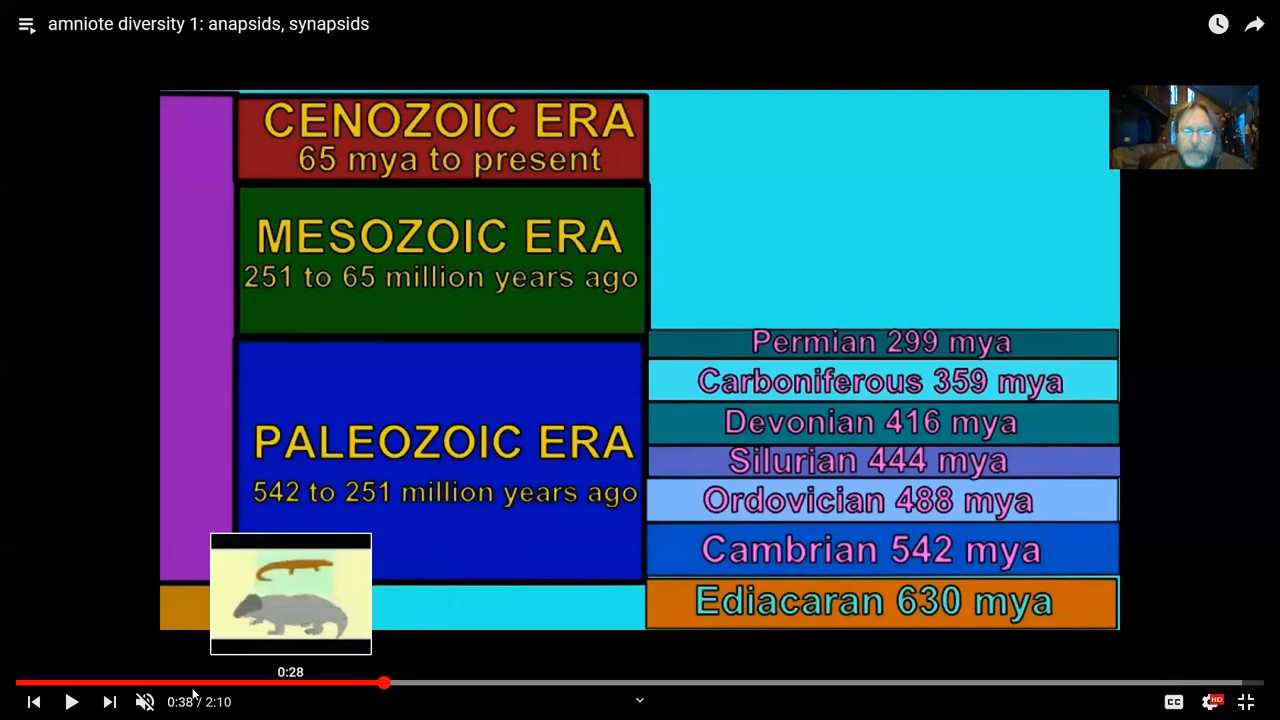 amniote diversity 1: anapsids, synapsids
CENOZOIC ERA
65 mya to present
MESOZOIC ERA
251 to 65 million years ago
Permian 299 mya
Carboniferous 359 mya
Devonian 416 mya
PALEOZOIC ERA
Silurian 444 mya
542 to 251 million years ago
Ordovician 488 mya
Cambrian 542 mya
Ediacaran 630 mya
0:28
0:38 / 2:10
CC
HD